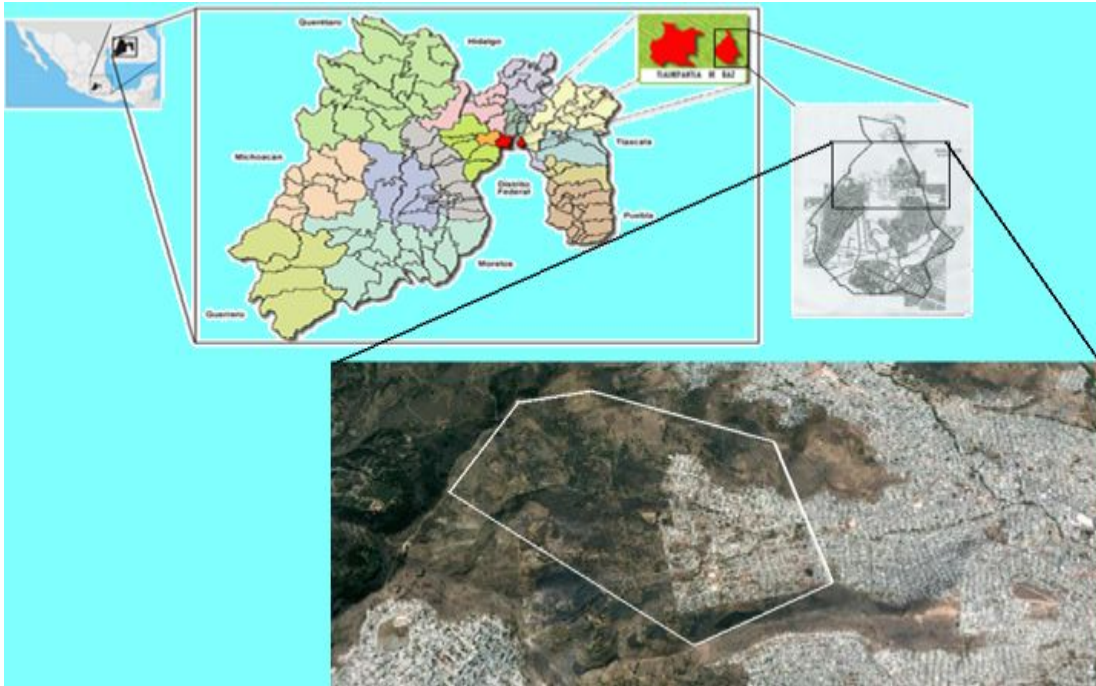 Querétaro
Hidalgo
TLALNEPANTLA DE BAZ
Tlaxcala
Michoacán
Distrito
Federal
Puebla
Morelos
Guerrero